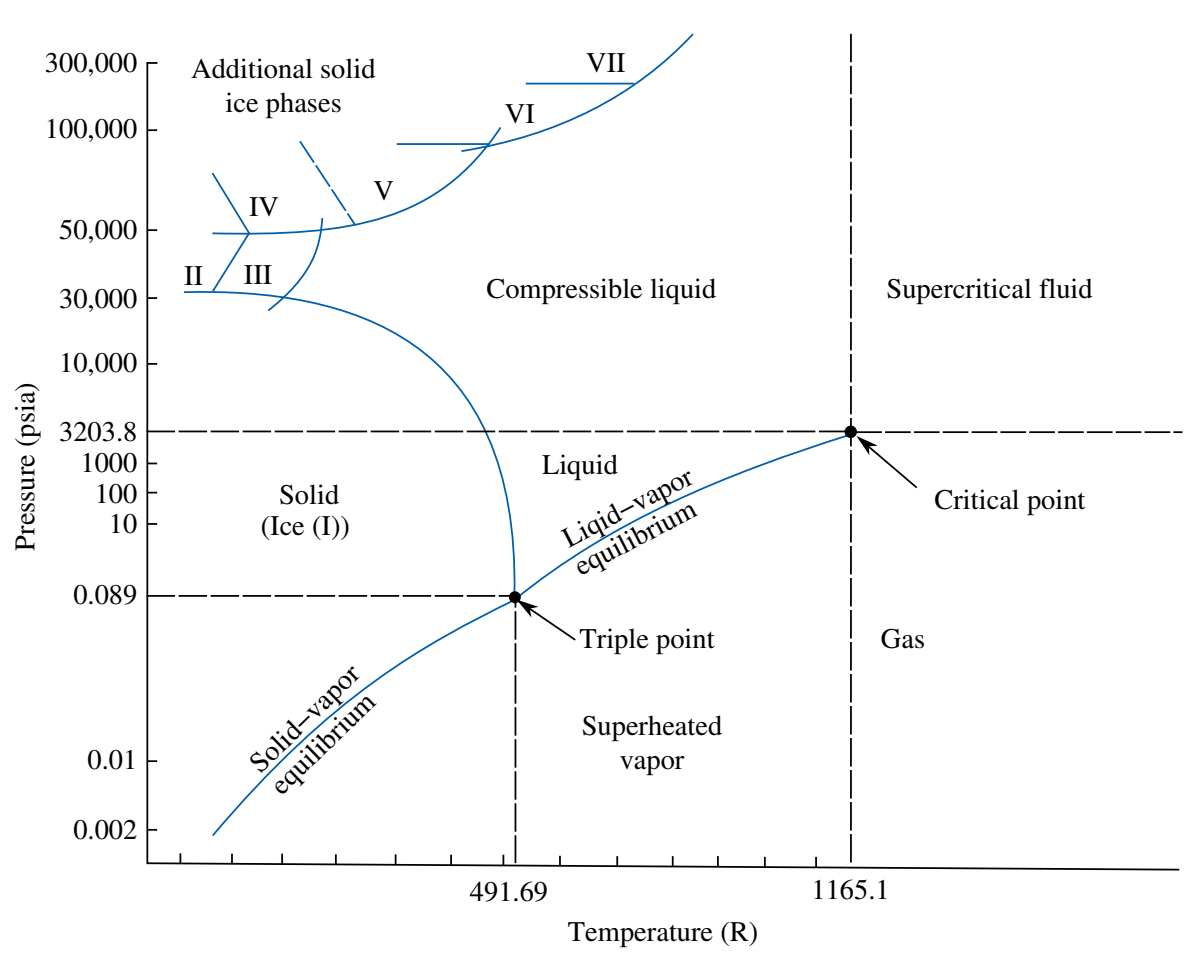 300,000
Additional solid
ice phases
VII
100,000
VI
V
IV
50,000
II
III
30,000
Compressible liquid
Supercritical fluid
10,000
Pressure (psia)
3203.8
1000
100
10
Solid
(Ice (I))
Liquid
Liqid–vapor
equilibrium
Critical point
0.089
Triple point
Gas
Solid–vapor
equilibrium
Superheated
vapor
0.01
0.002
491.69
1165.1
Temperature (R)